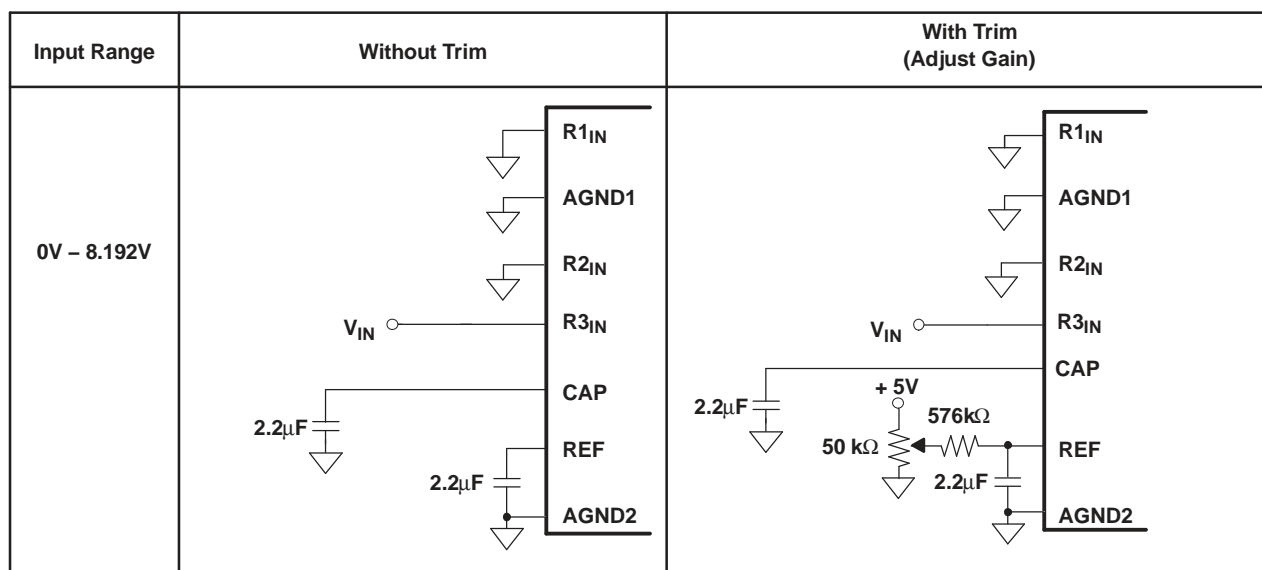 Input Range
Without Trim
With Trim
(Adjust Gain)
0V – 8.192V
R1IN
AGND1
R2IN
VIN
R3IN
CAP
2.2μF
REF
2.2μF
AGND2
R1IN
AGND1
R2IN
VIN
R3IN
CAP
+ 5V
2.2μF
576kΩ
50 kΩ
REF
2.2μF
AGND2